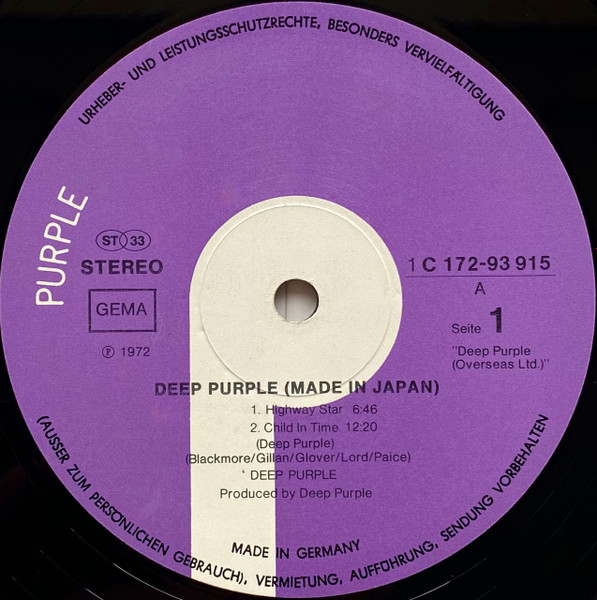 URHEBER- UND LEISTUNGSSCHUTZRECHTE, BESONDERS VERVIELFÄLTIGUNG
PURPLE
ST 33
STEREO
GEMA
℗ 1972
1 C 172-93 915
A
Seite 1
"Deep Purple
(Overseas Ltd.)"
DEEP PURPLE (MADE IN JAPAN)
1. Highway Star 6:46
2. Child In Time 12:20
(Deep Purple)
(Blackmore/Gillan/Glover/Lord/Paice)
' DEEP PURPLE
Produced by Deep Purple
MADE IN GERMANY
(AUSSER ZUM PERSÖNLICHEN GEBRAUCH), VERMIETUNG, AUFFÜHRUNG, SENDUNG VORBEHALTEN